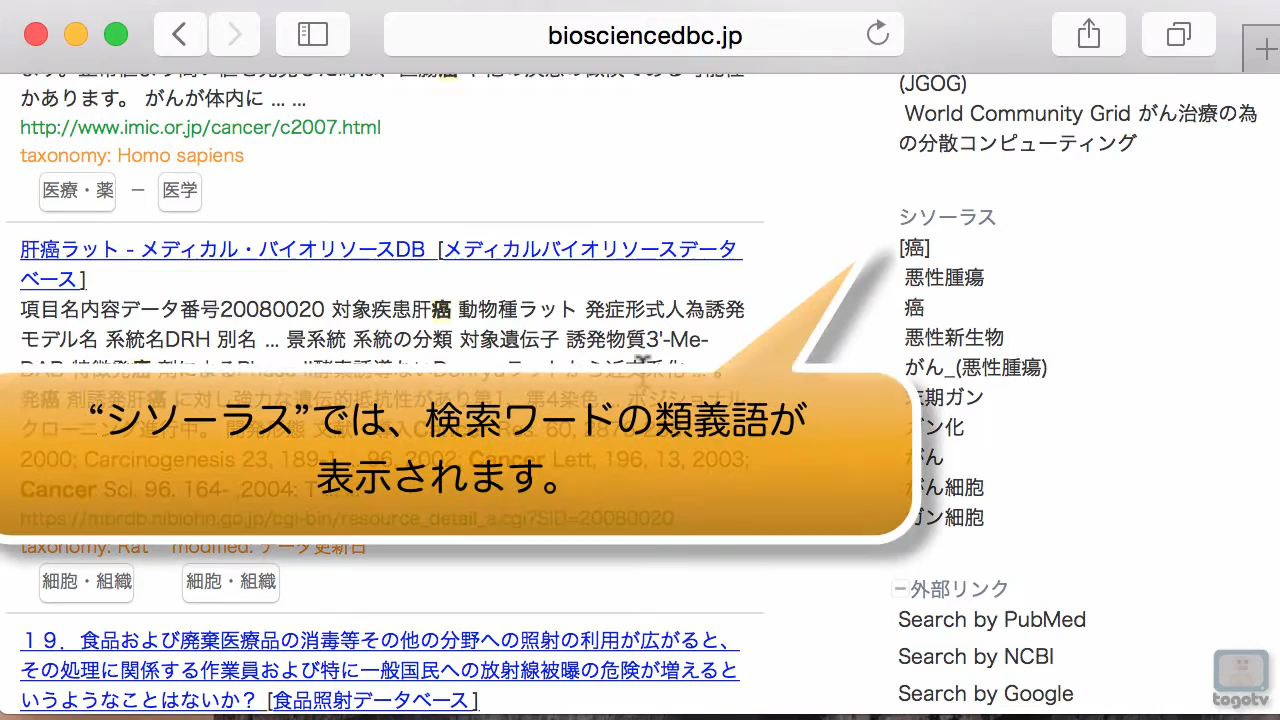 biosciencedbc.jp
かあります。 がんが体内に ... ...
http://www.imic.or.jp/cancer/c2007.html
taxonomy: Homo sapiens
医療・薬 － 医学
肝癌ラット - メディカル・バイオリソースDB [メディカルバイオリソースデータ
ベース]
項目名内容データ番号20080020 対象疾患肝癌 動物種ラット 発症形式人為誘発
モデル名 系統名DRH 別名 ... 景系統 系統の分類 対象遺伝子 誘発物質3'-Me-
“シソーラス”では、検索ワードの類義語が
表示されます。
2000; Carcinogenesis 23, 189-1... 96, 2002; Cancer Lett, 196, 13, 2003;
Cancer Sci. 96. 164- ,2004; T
https://mbrdb.nibiohn.go.jp/cgi-bin/resource_detail_a.cgi?SID=20080020
taxonomy: Rat modified: データ更新日
細胞・組織 細胞・組織
１９．食品および廃棄医療品の消毒等その他の分野への照射の利用が広がると、
その処理に関係する作業員および特に一般国民への放射線被曝の危険が増えると
いうようなことはないか？ [食品照射データベース]
(JGOG)
World Community Grid がん治療の為
の分散コンピューティング
シソーラス
[癌]
悪性腫瘍
癌
悪性新生物
がん_(悪性腫瘍)
期ガン
ン化
がん
がん細胞
ガン細胞
外部リンク
Search by PubMed
Search by NCBI
Search by Google
togotv